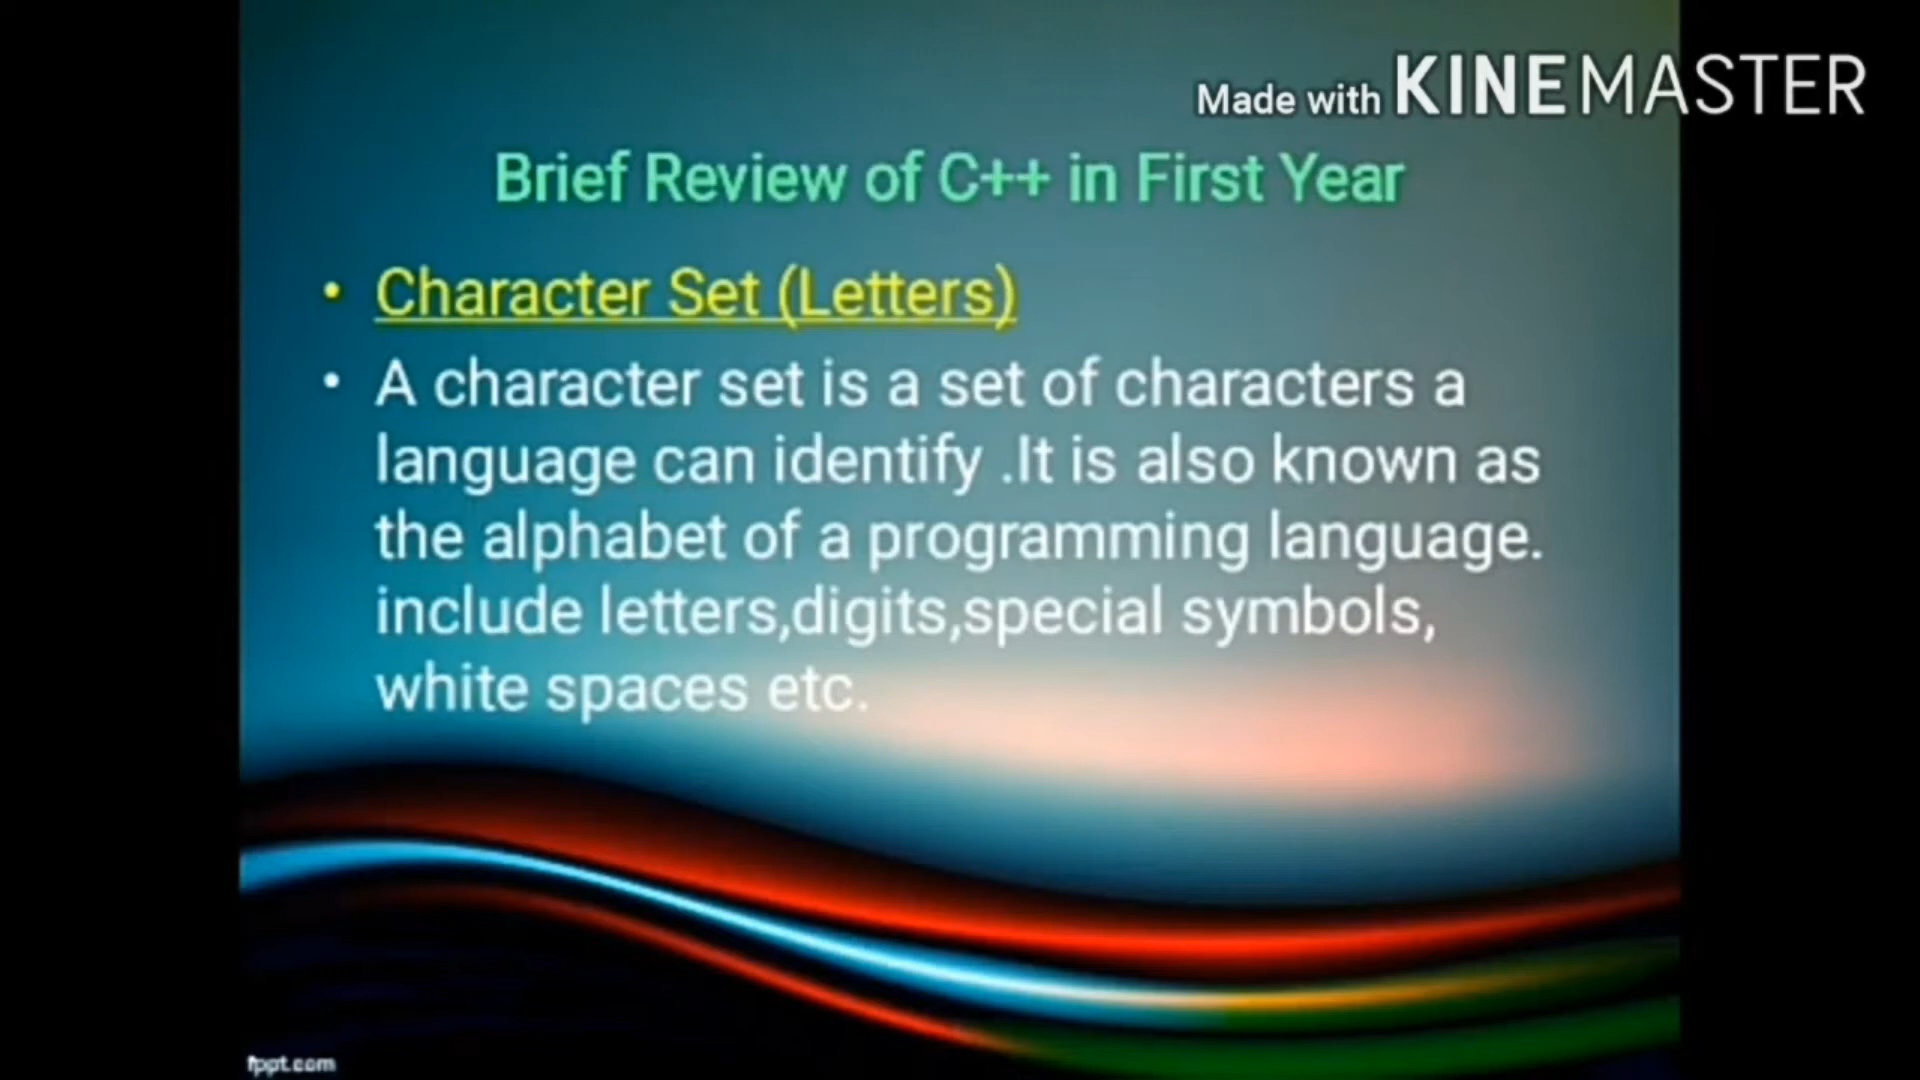 Made with KINEMASTER
Brief Review of C++ in First Year
• Character Set (Letters)
• A character set is a set of characters a
language can identify .It is also known as
the alphabet of a programming language.
include letters,digits,special symbols,
white spaces etc.
fppt.com